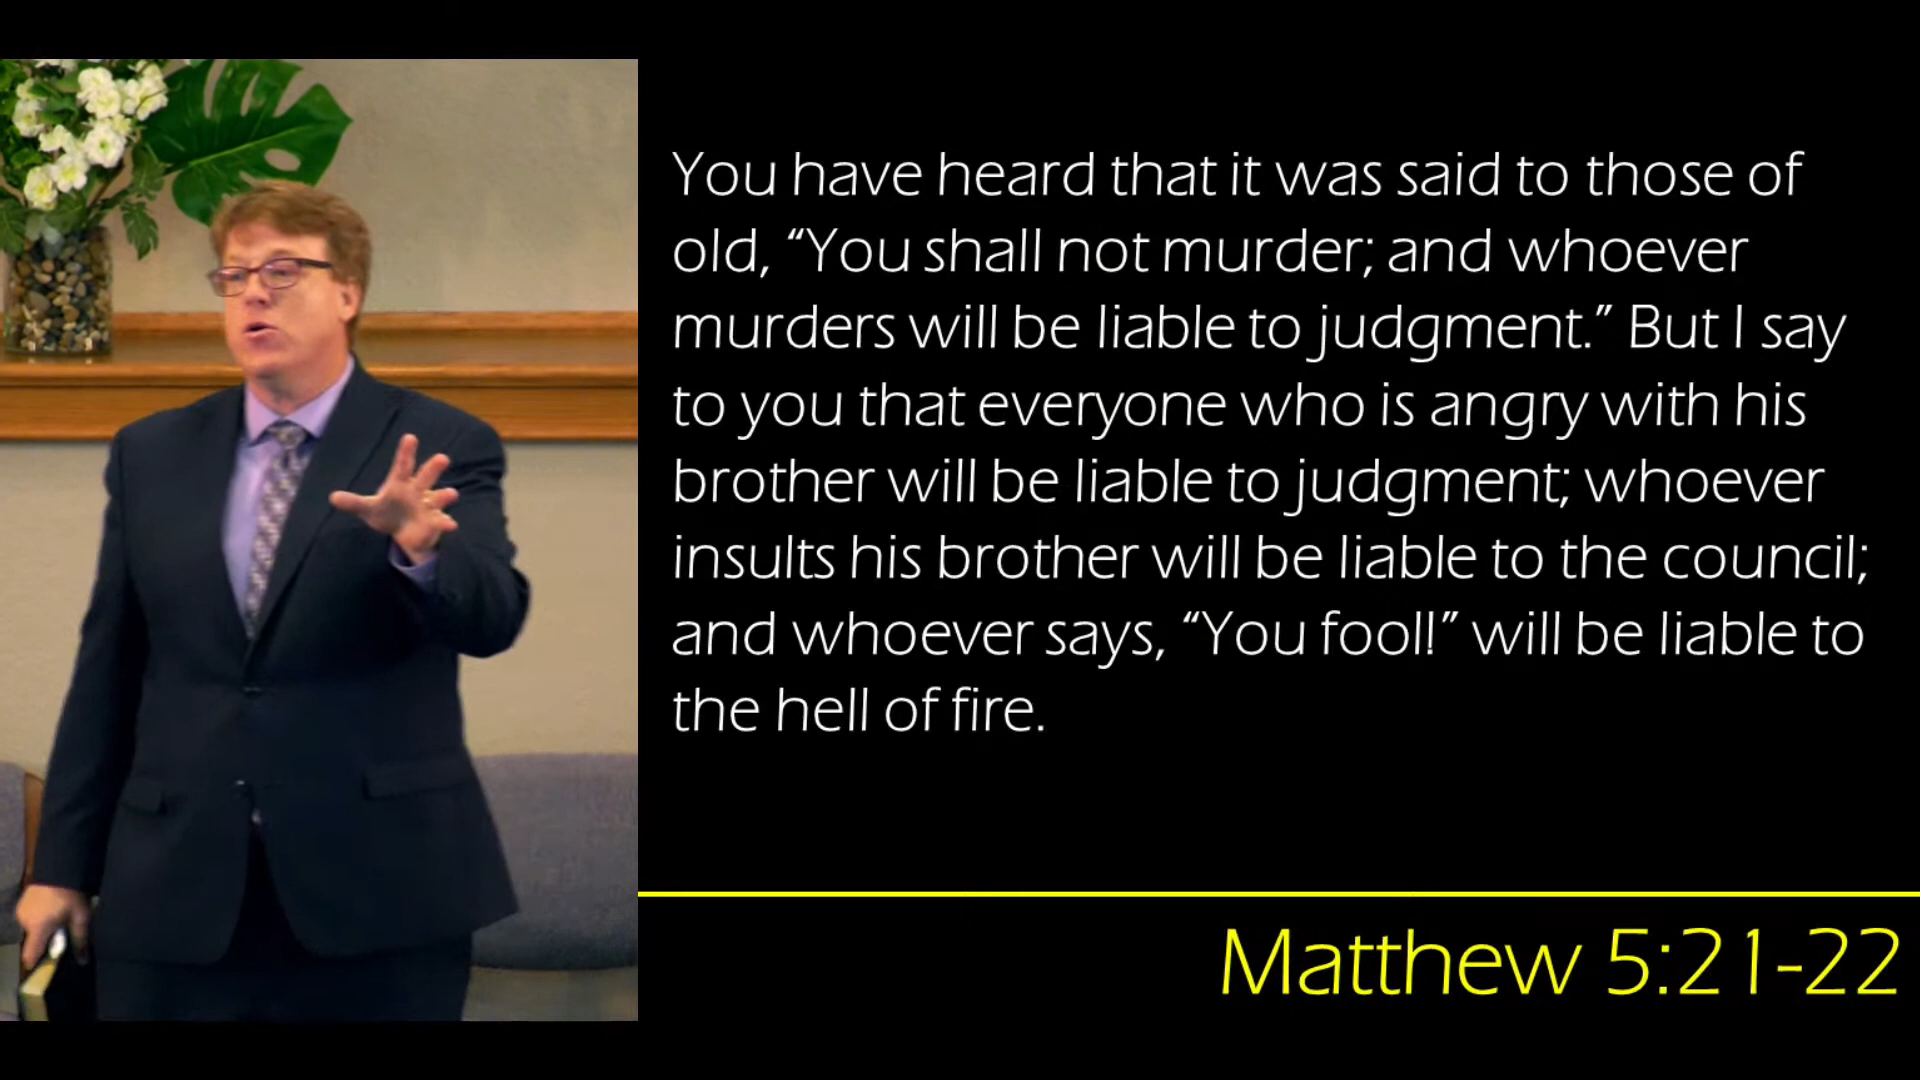 You have heard that it was said to those of
old, “You shall not murder; and whoever
murders will be liable to judgment.” But I say
to you that everyone who is angry with his
brother will be liable to judgment; whoever
insults his brother will be liable to the council;
and whoever says, “You fool!” will be liable to
the hell of fire.
Matthew 5:21-22